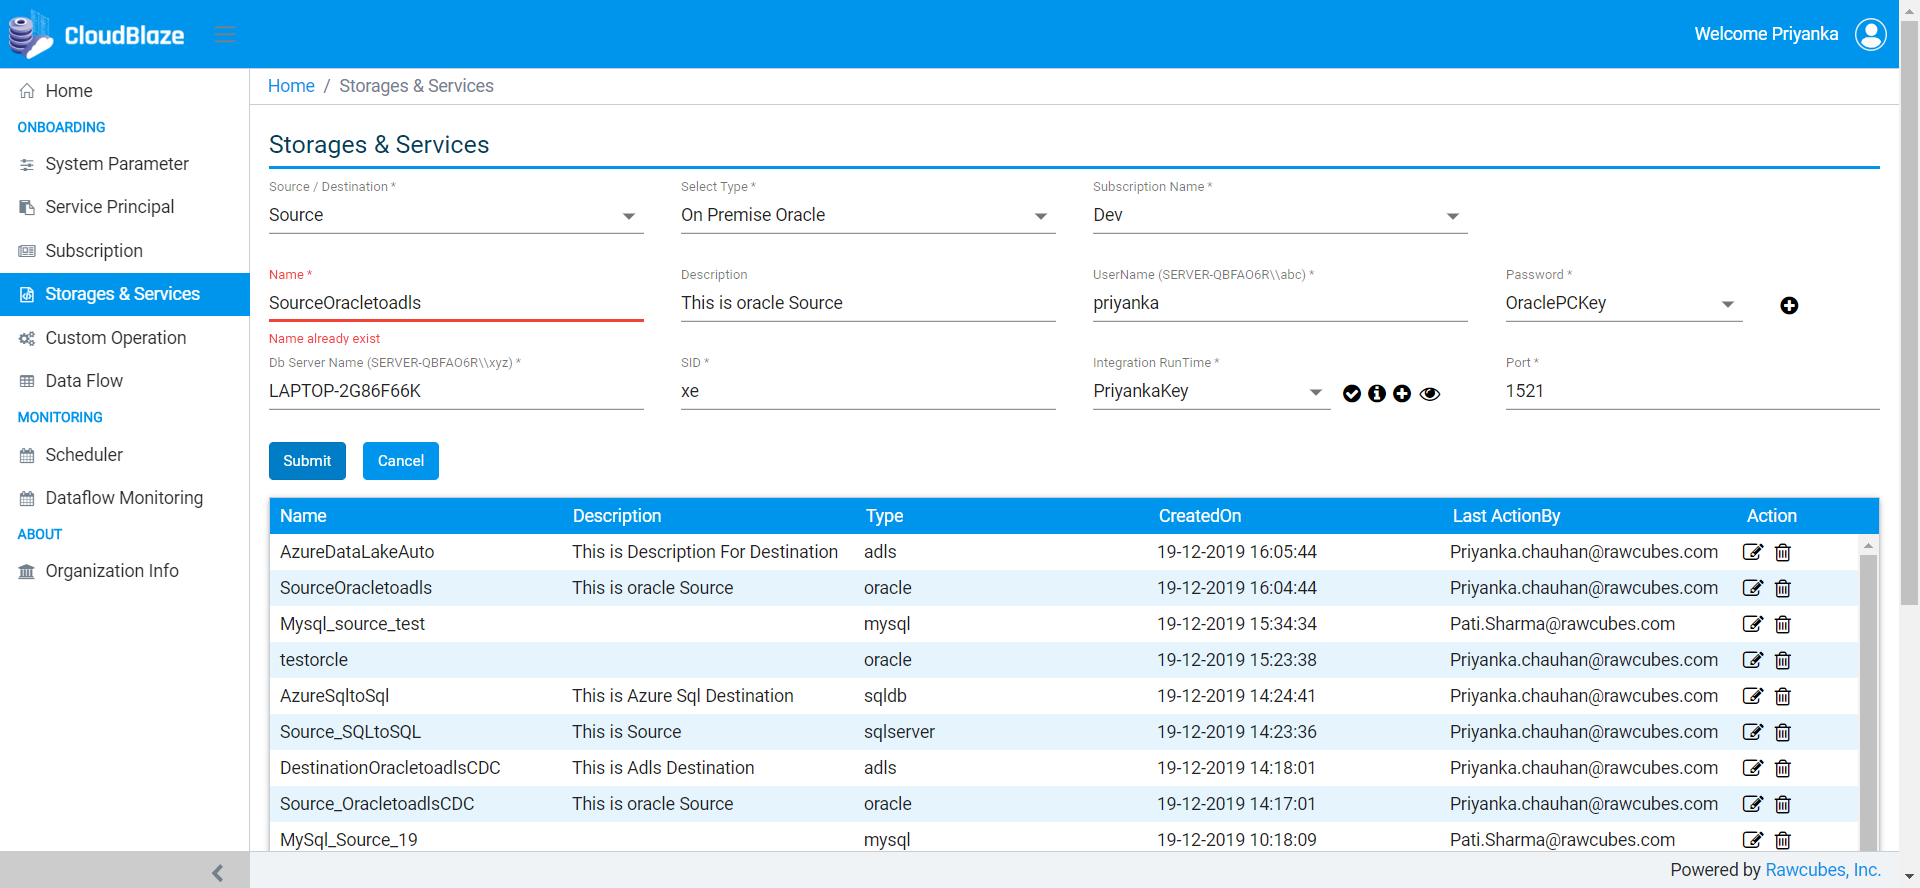 CloudBlaze
Welcome Priyanka
Home
ONBOARDING
System Parameter
Service Principal
Subscription
Storages & Services
Custom Operation
Data Flow
MONITORING
Scheduler
Dataflow Monitoring
ABOUT
Organization Info
Home / Storages & Services
Storages & Services
Source / Destination * Select Type * Subscription Name *
Source On Premise Oracle Dev
Name * Description UserName (SERVER-QBFAO6R\\abc) * Password *
SourceOracletoadls This is oracle Source priyanka OraclePCKey
Name already exist
Db Server Name (SERVER-QBFAO6R\\xyz) * SID * Integration RunTime * Port *
LAPTOP-2G86F66K xe PriyankaKey 1521
Submit Cancel
Name Description Type CreatedOn Last ActionBy Action
AzureDataLakeAuto This is Description For Destination adls 19-12-2019 16:05:44 Priyanka.chauhan@rawcubes.com
SourceOracletoadls This is oracle Source oracle 19-12-2019 16:04:44 Priyanka.chauhan@rawcubes.com
Mysql_source_test mysql 19-12-2019 15:34:34 Pati.Sharma@rawcubes.com
testorcle oracle 19-12-2019 15:23:38 Priyanka.chauhan@rawcubes.com
AzureSqltoSql This is Azure Sql Destination sqldb 19-12-2019 14:24:41 Priyanka.chauhan@rawcubes.com
Source_SQLtoSQL This is Source sqlserver 19-12-2019 14:23:36 Priyanka.chauhan@rawcubes.com
DestinationOracletoadlsCDC This is Adls Destination adls 19-12-2019 14:18:01 Priyanka.chauhan@rawcubes.com
Source_OracletoadlsCDC This is oracle Source oracle 19-12-2019 14:17:01 Priyanka.chauhan@rawcubes.com
MySql_Source_19 mysql 19-12-2019 10:18:09 Pati.Sharma@rawcubes.com
Powered by Rawcubes, Inc.